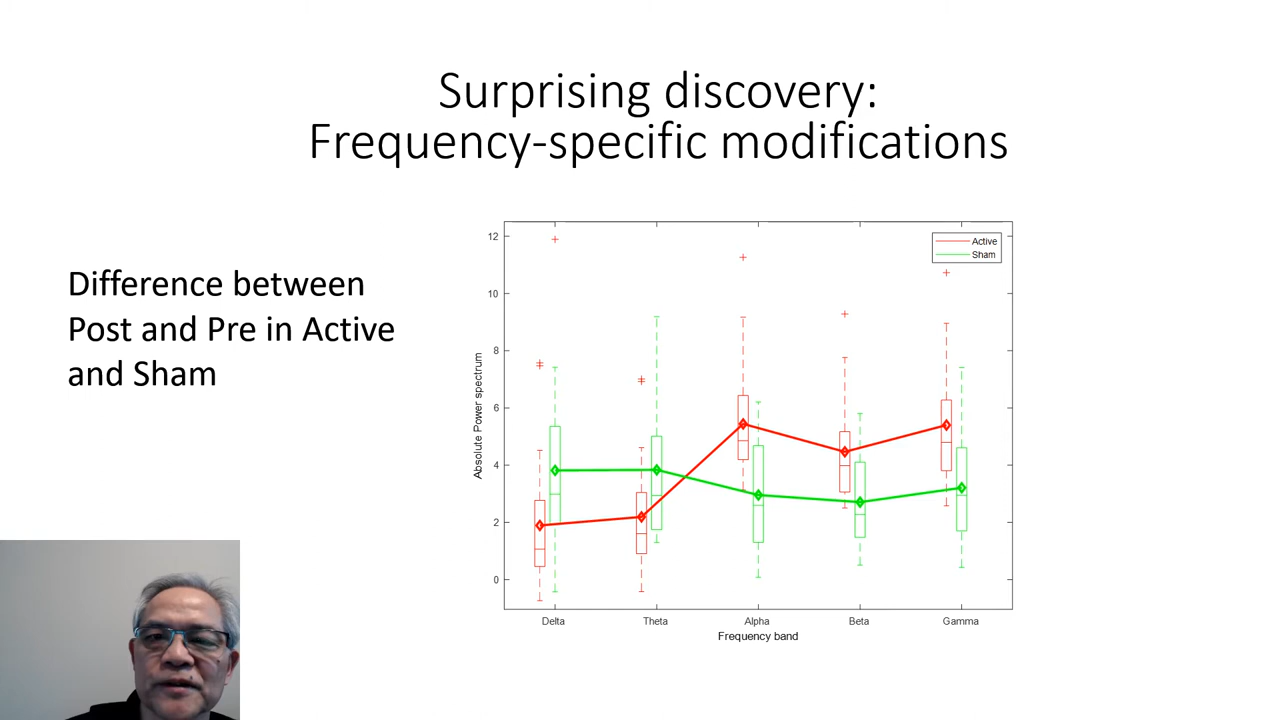 Surprising discovery:
Frequency-specific modifications
Difference between
Post and Pre in Active
and Sham
Absolute Power spectrum
12
10
8
6
4
2
0
Active
Sham
Delta
Theta
Alpha
Beta
Gamma
Frequency band